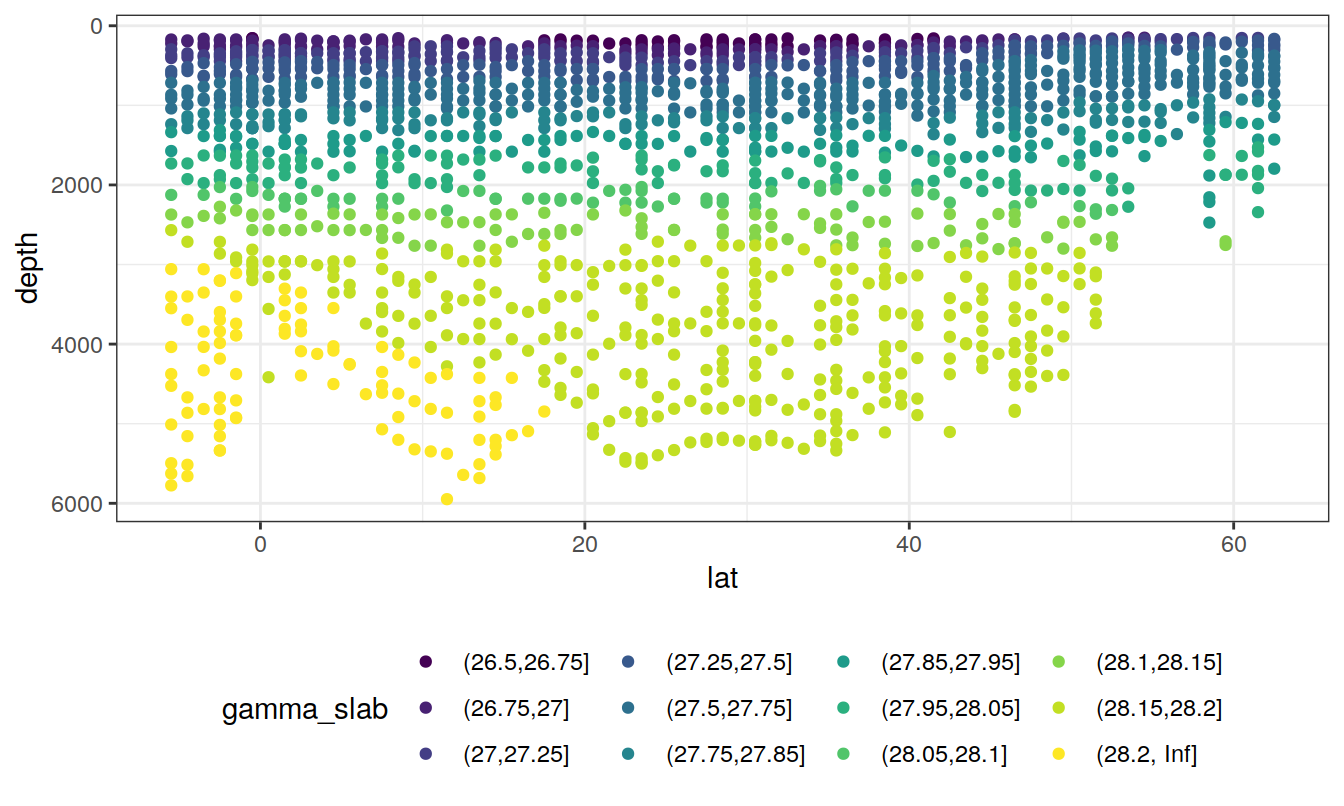 0
2000
4000
6000
depth
0 20 40 60
lat
gamma_slab
(26.5,26.75] (27.25,27.5] (27.85,27.95] (28.1,28.15]
(26.75,27] (27.5,27.75] (27.95,28.05] (28.15,28.2]
(27,27.25] (27.75,27.85] (28.05,28.1] (28.2, Inf]